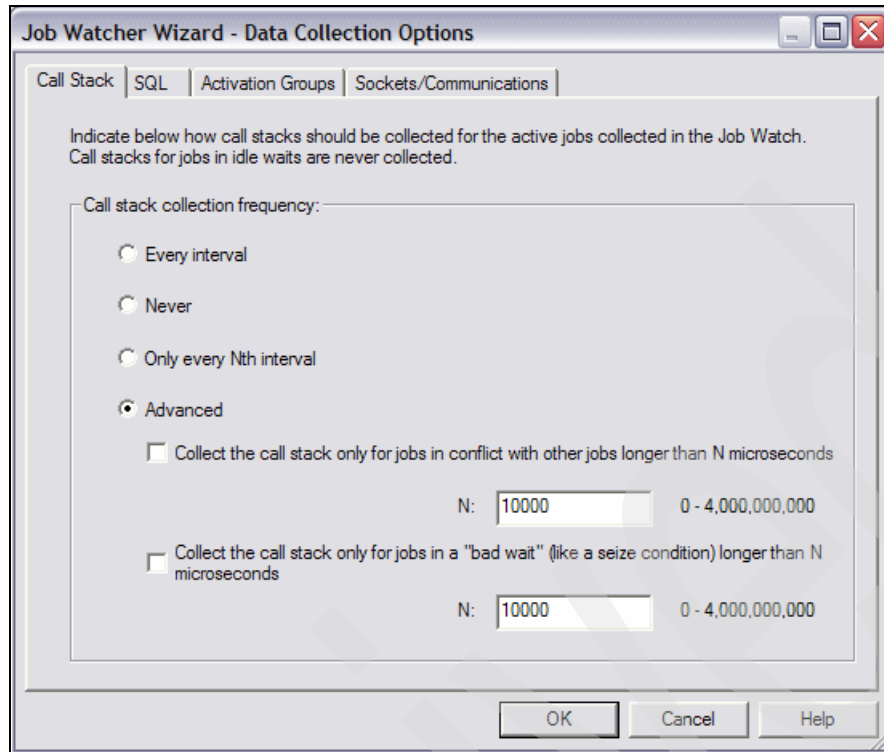 Job Watcher Wizard - Data Collection Options
Call Stack
SQL
Activation Groups
Sockets/Communications
Indicate below how call stacks should be collected for the active jobs collected in the Job Watch.
Call stacks for jobs in idle waits are never collected.
Call stack collection frequency:
Every interval
Never
Only every Nth interval
Advanced
Collect the call stack only for jobs in conflict with other jobs longer than N microseconds
N: 10000 0 - 4,000,000,000
Collect the call stack only for jobs in a "bad wait" (like a seize condition) longer than N
microseconds
N: 10000 0 - 4,000,000,000
OK
Cancel
Help